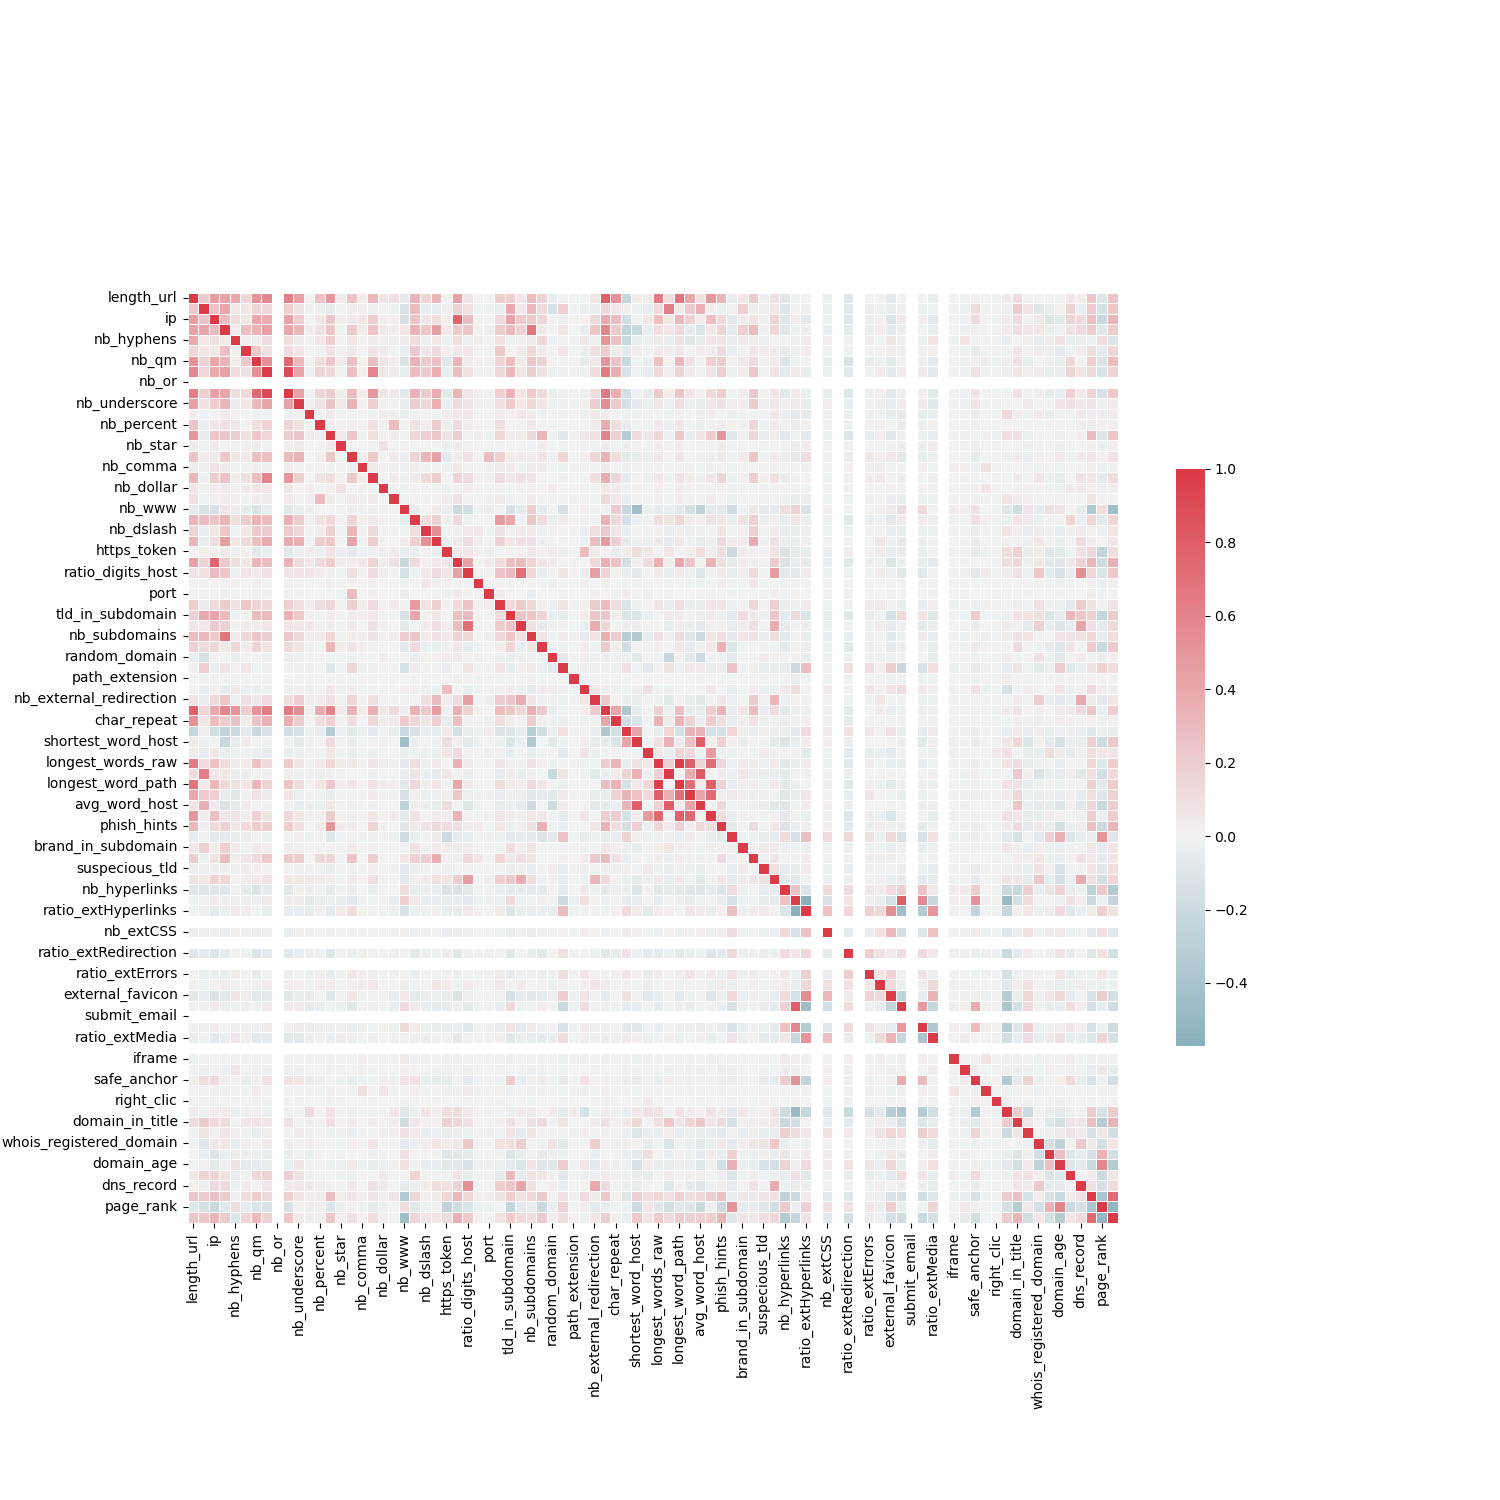 length_url
ip
nb_hyphens
nb_qm
nb_or
nb_underscore
nb_percent
nb_star
nb_comma
nb_dollar
nb_www
nb_dslash
https_token
ratio_digits_host
port
tld_in_subdomain
nb_subdomains
random_domain
path_extension
nb_external_redirection
char_repeat
shortest_word_host
longest_words_raw
longest_word_path
avg_word_host
phish_hints
brand_in_subdomain
suspecious_tld
nb_hyperlinks
ratio_extHyperlinks
nb_extCSS
ratio_extRedirection
ratio_extErrors
external_favicon
submit_email
ratio_extMedia
iframe
safe_anchor
right_clic
domain_in_title
whois_registered_domain
domain_age
dns_record
page_rank
length_url
ip
nb_hyphens
nb_qm
nb_or
nb_underscore
nb_percent
nb_star
nb_comma
nb_dollar
nb_www
nb_dslash
https_token
ratio_digits_host
port
tld_in_subdomain
nb_subdomains
random_domain
path_extension
nb_external_redirection
char_repeat
shortest_word_host
longest_words_raw
longest_word_path
avg_word_host
phish_hints
brand_in_subdomain
suspecious_tld
nb_hyperlinks
ratio_extHyperlinks
nb_extCSS
ratio_extRedirection
ratio_extErrors
external_favicon
submit_email
ratio_extMedia
iframe
safe_anchor
right_clic
domain_in_title
whois_registered_domain
domain_age
dns_record
page_rank
1.0
0.8
0.6
0.4
0.2
0.0
−0.2
−0.4